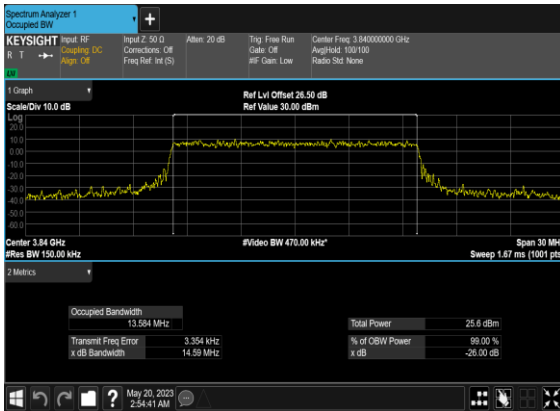 Spectrum Analyzer 1
Occupied BW
KEYSIGHT Input: RF Input Z: 50 Ω Atten: 20 dB Trig: Free Run Center Freq: 3.840000000 GHz
R T Coupling: DC Corrections: Off Gate: Off Avg|Hold: 100/100
Align: Off Freq Ref: Int (S) #IF Gain: Low Radio Std: None
1 Graph
Ref Lvl Offset 26.50 dB
Scale/Div 10.0 dB Ref Value 30.00 dBm
Log
20.0
10.0
0.00
-10.0
-20.0
-30.0
-40.0
-50.0
-60.0
Center 3.84 GHz #Video BW 470.00 kHz* Span 30 MH
#Res BW 150.00 kHz Sweep 1.67 ms (1001 pts
2 Metrics
Occupied Bandwidth
13.584 MHz Total Power 25.6 dBm
Transmit Freq Error 3.354 kHz % of OBW Power 99.00 %
x dB Bandwidth 14.59 MHz x dB -26.00 dB
? May 20, 2023
2:54:41 AM